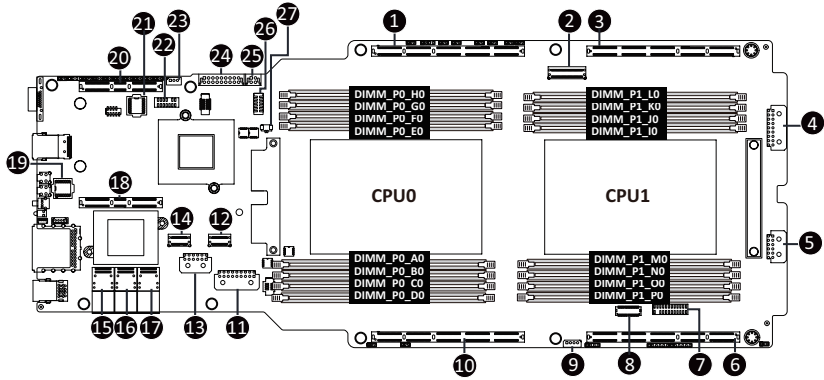 21 23 27
20 22 24 25 26 1 2 3
DIMM_P0_H0
DIMM_P0_G0
DIMM_P0_F0
DIMM_P0_E0
DIMM_P1_L0
DIMM_P1_K0
DIMM_P1_J0
DIMM_P1_I0
4
19
18
CPU0
CPU1
14 12
5
DIMM_P0_A0
DIMM_P0_B0
DIMM_P0_C0
DIMM_P0_D0
DIMM_P1_M0
DIMM_P1_N0
DIMM_P1_O0
DIMM_P1_P0
15 16 17 13 11
10 9 8 7 6